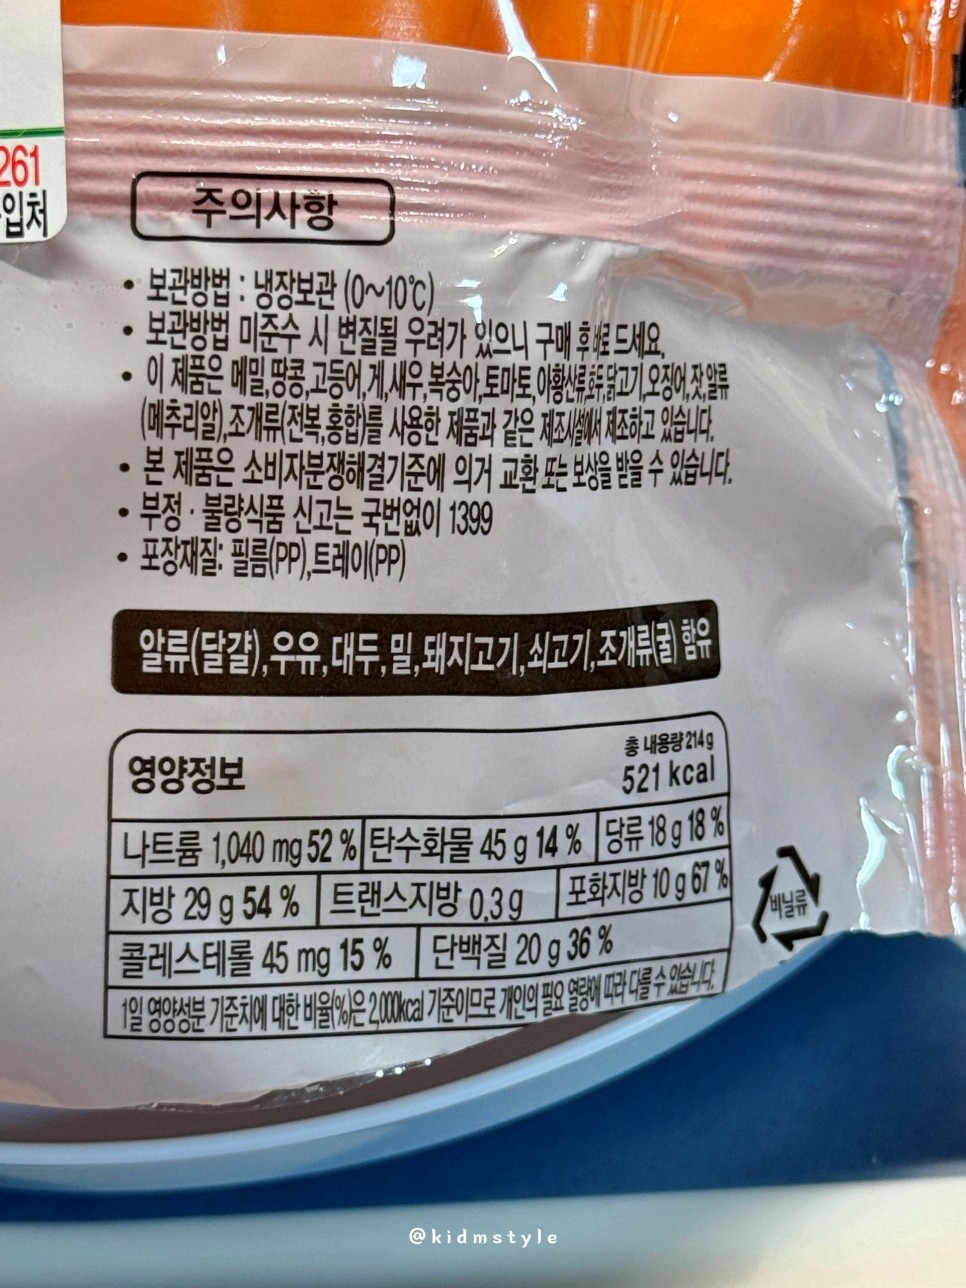 261
입처
주의사항
• 보관방법 : 냉장보관 (0~10℃)
• 보관방법 미준수 시 변질될 우려가 있으니 구매 후 바로 드세요.
• 이 제품은 메밀,땅콩,고등어,게,새우,복숭아,토마토,아황산류,호두,닭고기,오징어,잣,알류
(메추리알),조개류(전복,홍합)를 사용한 제품과 같은 제조시설에서 제조하고 있습니다.
• 본 제품은 소비자분쟁해결기준에 의거 교환 또는 보상을 받을 수 있습니다.
• 부정 · 불량식품 신고는 국번없이 1399
• 포장재질: 필름(PP),트레이(PP)
알류(달걀),우유,대두,밀,돼지고기,쇠고기,조개류(굴) 함유
영양정보
총 내용량 214g
521 kcal
나트륨 1,040 mg 52 % 탄수화물 45 g 14 % 당류 18 g 18 %
지방 29 g 54 % 트랜스지방 0.3 g 포화지방 10 g 67 %
콜레스테롤 45 mg 15 % 단백질 20 g 36 %
1일 영양성분 기준치에 대한 비율(%)은 2,000kcal 기준이므로 개인의 필요 열량에 따라 다를 수 있습니다.
비닐류
@kidmstyle